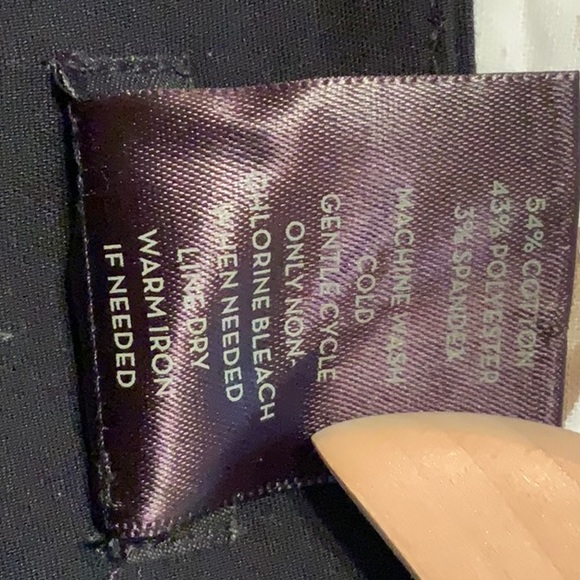 54% COTTON
43% POLYESTER
3% SPANDEX
MACHINE WASH
COLD
GENTLE CYCLE
ONLY NON
CHLORINE BLEACH
WHEN NEEDED
LINE DRY
WARM IRON
IF NEEDED